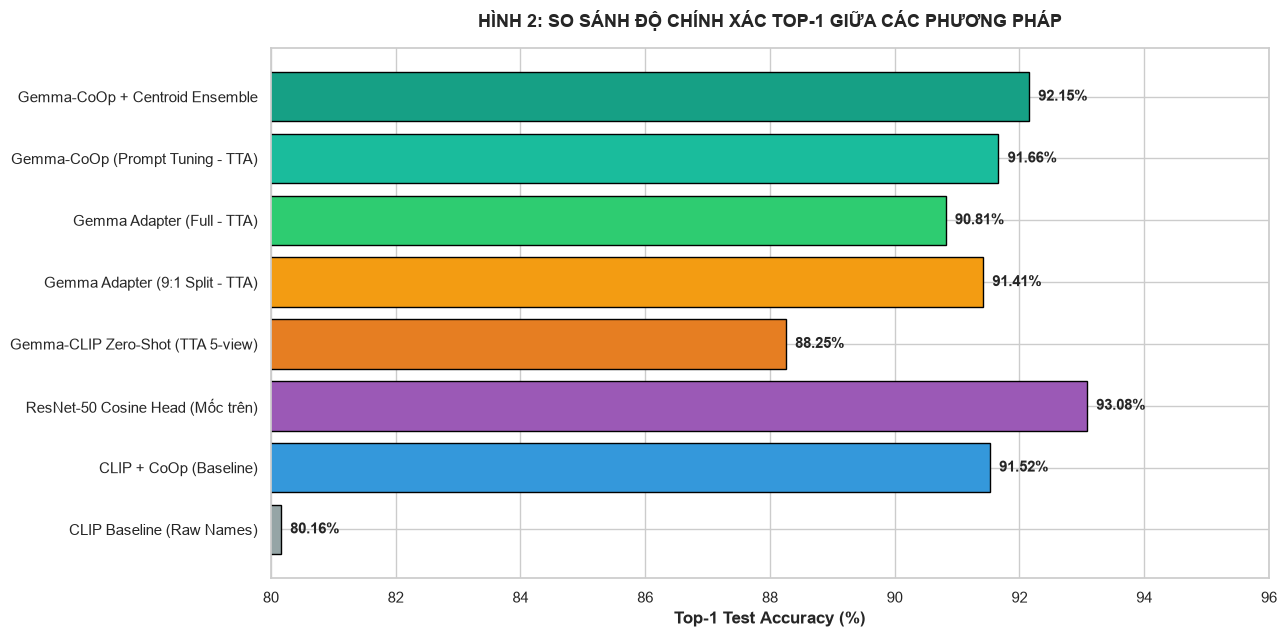 HÌNH 2: SO SÁNH ĐỘ CHÍNH XÁC TOP-1 GIỮA CÁC PHƯƠNG PHÁP
Gemma-CoOp + Centroid Ensemble 92.15%
Gemma-CoOp (Prompt Tuning - TTA) 91.66%
Gemma Adapter (Full - TTA) 90.81%
Gemma Adapter (9:1 Split - TTA) 91.41%
Gemma-CLIP Zero-Shot (TTA 5-view) 88.25%
ResNet-50 Cosine Head (Mốc trên) 93.08%
CLIP + CoOp (Baseline) 91.52%
CLIP Baseline (Raw Names) 80.16%
80 82 84 86 88 90 92 94 96
Top-1 Test Accuracy (%)